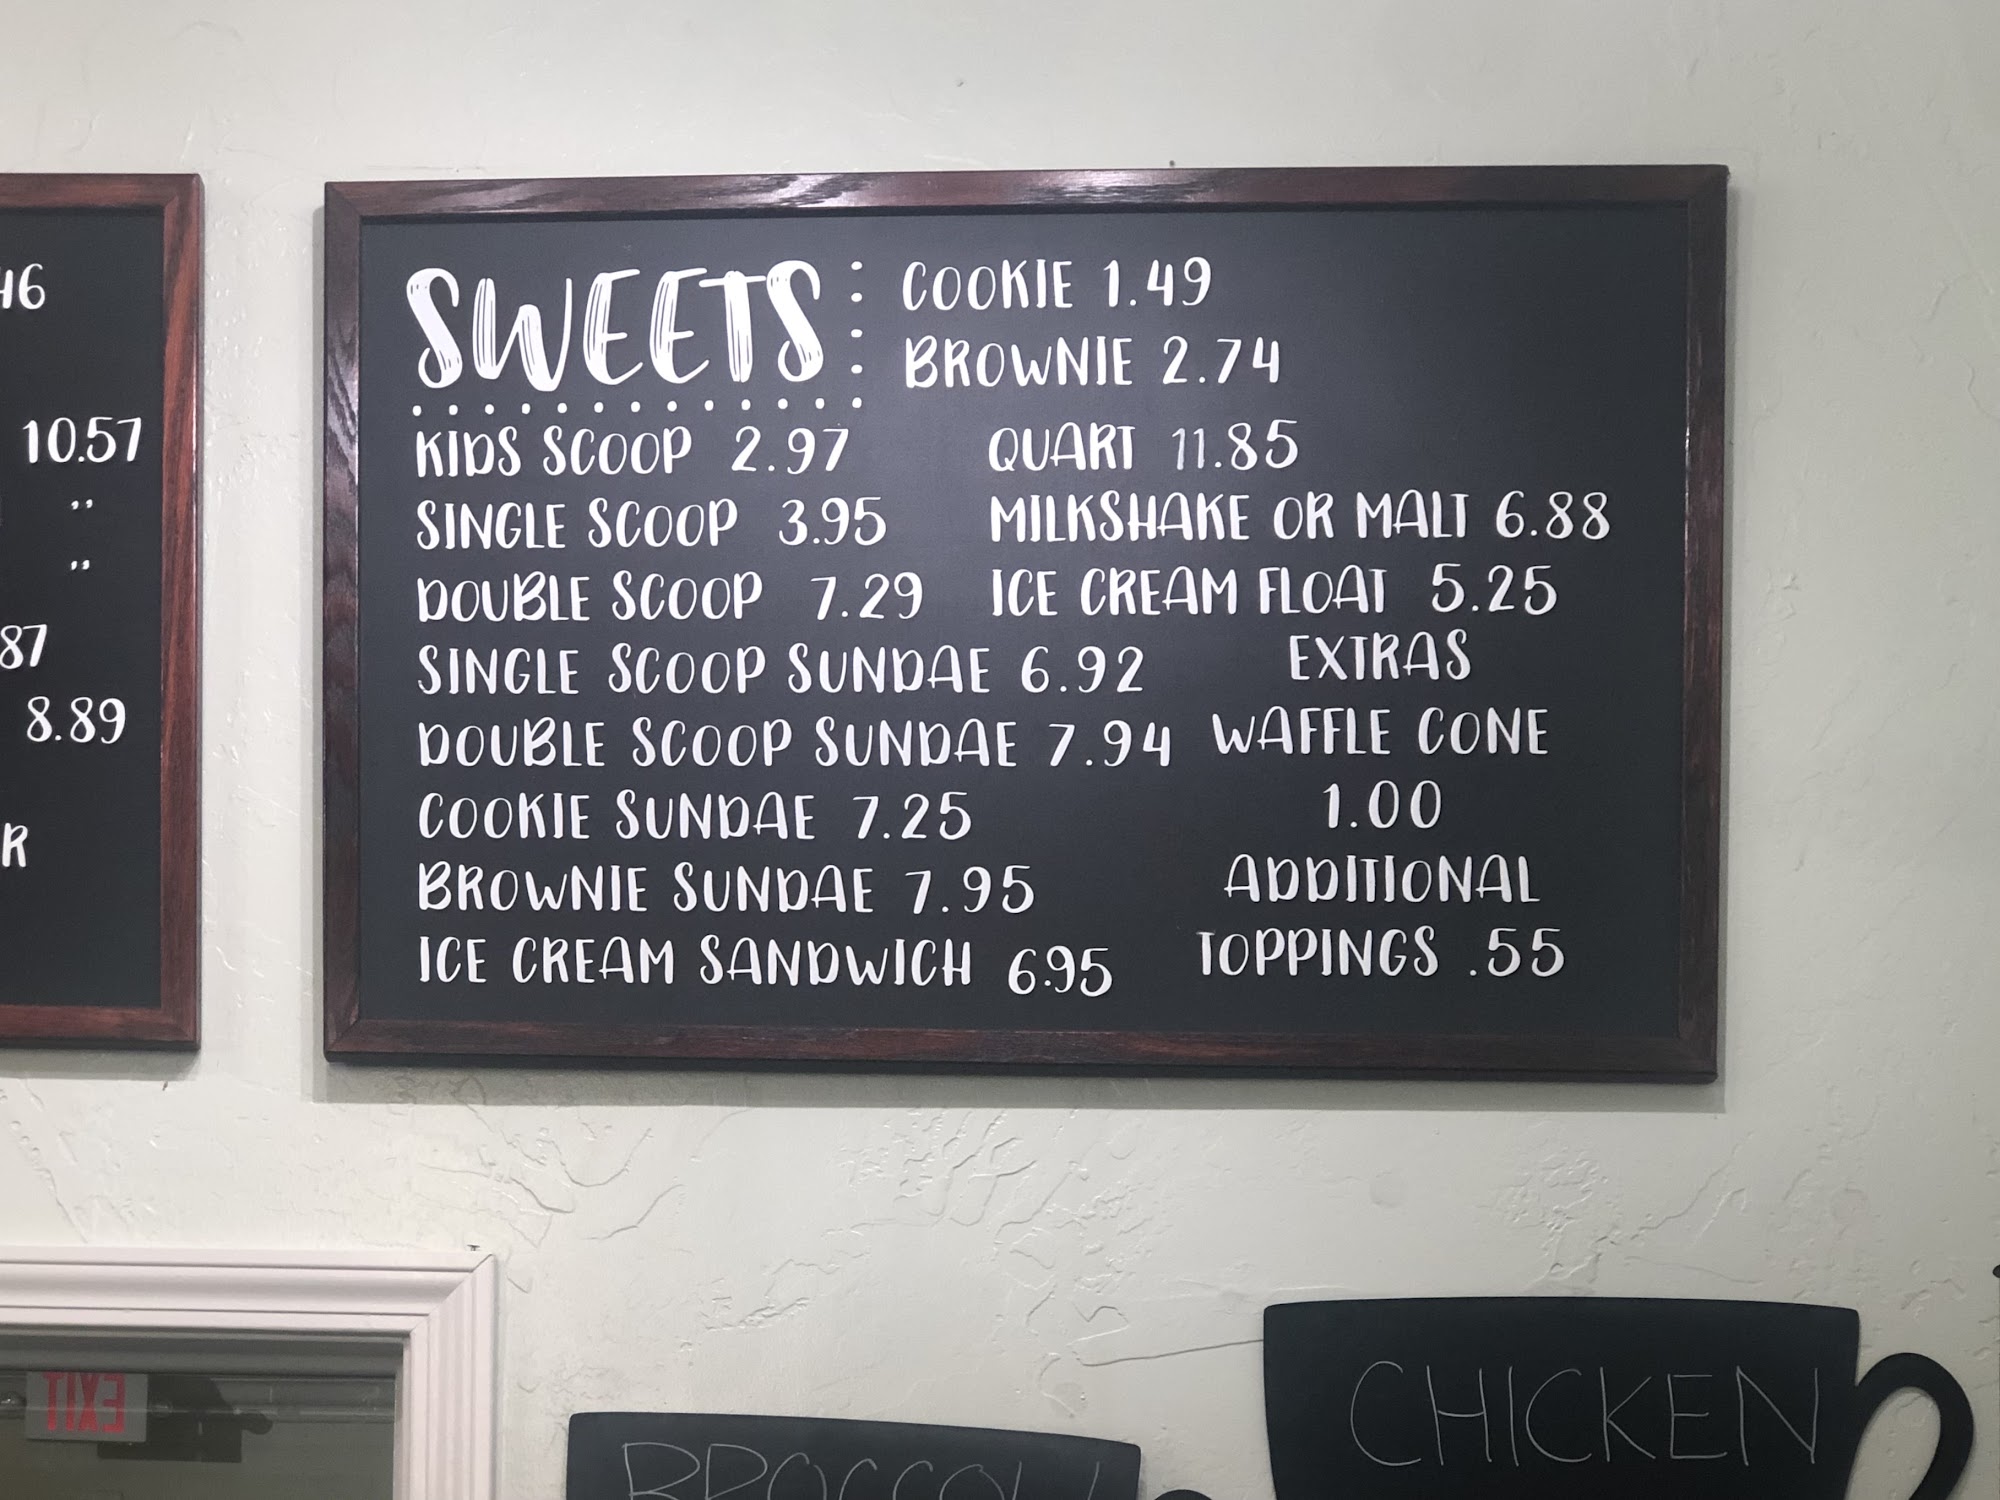 46
10.57
"
"
87
8.89
R
SWEETS
COOKIE 1.49
BROWNIE 2.74
KIDS SCOOP 2.97
SINGLE SCOOP 3.95
DOUBLE SCOOP 7.29
SINGLE SCOOP SUNDAE 6.92
DOUBLE SCOOP SUNDAE 7.94
COOKIE SUNDAE 7.25
BROWNIE SUNDAE 7.95
ICE CREAM SANDWICH 6.95
QUART 11.85
MILKSHAKE OR MALT 6.88
ICE CREAM FLOAT 5.25
EXTRAS
WAFFLE CONE
1.00
ADDITIONAL
TOPPINGS .55
EXIT
BROCCOLI
CHICKEN